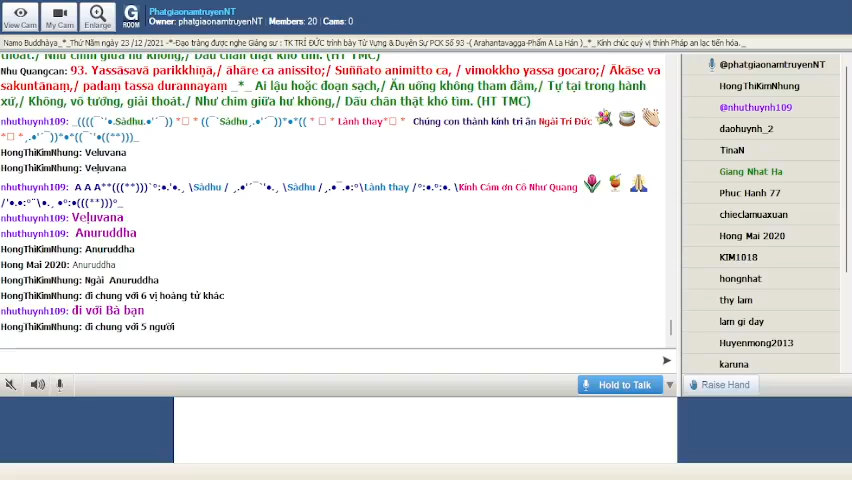 View Cam
My Cam
Enlarge
G
ROOM
PhatgiaonamtruyenNT
Owner: phatgiaonamtruyenNT Members: 20 : Cams: 0
Namo Buddhàya_*_Thứ Năm ngày 23 /12 /2021 -*-Đạo tràng được nghe Giảng sư : TK TRÍ ĐỨC trình bày Từ Vựng & Duyên Sự PCK Số 93 -( Arahantavagga-Phẩm A La Hán )_*_Kính chúc quý vị thính Pháp an lạc tiến hóa._
thoát./ Như chim giữa hư không,/ Dấu chân thật khó tìm. (HT TMC)
Như Quangcan: 93. Yassāsavā parikkhiṇā,/ āhāre ca anissito;/ Suññato animitto ca, / vimokkho yassa gocaro;/ Ākāse va
sakuntānaṃ,/ padaṃ tassa durannayaṃ _*_ Ai lậu hoặc đoạn sạch,/ Ăn uống không tham đắm,/ Tự tại trong hành
xứ,/ Không, vô tướng, giải thoát./ Như chim giữa hư không,/ Dấu chân thật khó tìm. (HT TMC)
nhuthuynh109: Sàdhu Sàdhu Lành thay Chúng con thành kính tri ân Ngài Trí Đức
HongThiKimNhung: Veluvana
HongThiKimNhung: Veḷuvana
nhuthuynh109: A A A \Sàdhu \Sàdhu \Lành thay \Kính Cám ơn Cô Như Quang
nhuthuynh109: Veḷuvana
nhuthuynh109: Anuruddha
HongThiKimNhung: Anuruddha
Hong Mai 2020: Anuruddha
HongThiKimNhung: Ngài Anuruddha
HongThiKimNhung: đi chung với 6 vị hoáng tử khác
nhuthuynh109: đi với Bà bạn
HongThiKimNhung: đi chung với 5 người
Hold to Talk
@phatgiaonamtruyenNT
HongThiKimNhung
@nhuthuynh109
daohuynh_2
TinaN
Giang Nhat Ha
Phuc Hanh 77
chieclamuaxuan
Hong Mai 2020
KIM1018
hongnhat
thy lam
lam gi day
Huyenmong2013
karuna
Raise Hand